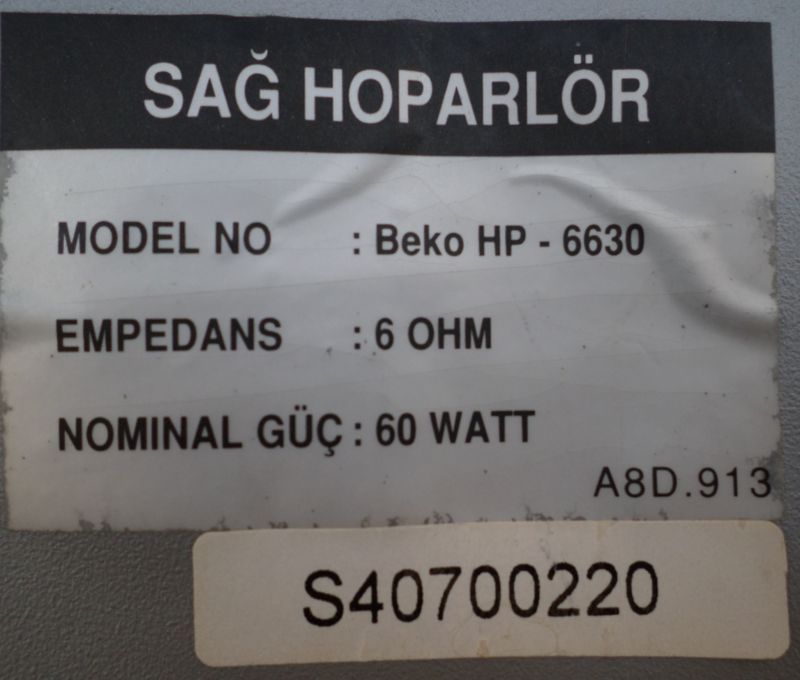 SAĞ HOPARLÖR
MODEL NO : Beko HP - 6630
EMPEDANS : 6 OHM
NOMINAL GÜÇ : 60 WATT
A8D.913
S40700220